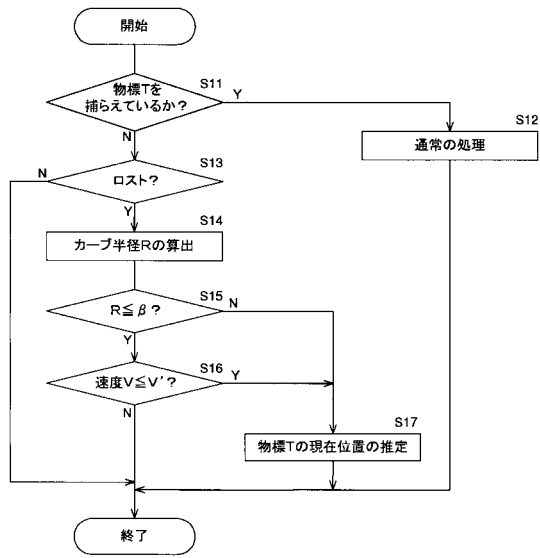 開始
物標Tを
捕らえているか?
S11
Y
N
S12
通常の処理
S13
N
ロスト?
Y
S14
カーブ半径Rの算出
S15
R≦β?
N
Y
S16
速度V≦V'?
Y
N
S17
物標Tの現在位置の推定
終了